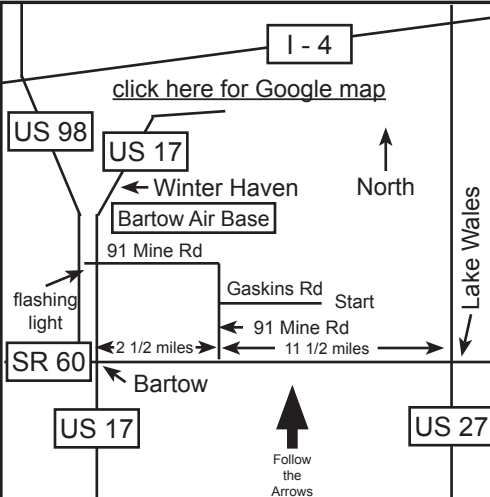 I - 4
click here for Google map
US 98
US 17
Winter Haven
North
Bartow Air Base
91 Mine Rd
Lake Wales
flashing
light
Gaskins Rd
Start
91 Mine Rd
2 1/2 miles
11 1/2 miles
SR 60
Bartow
US 17
US 27
Follow
the
Arrows